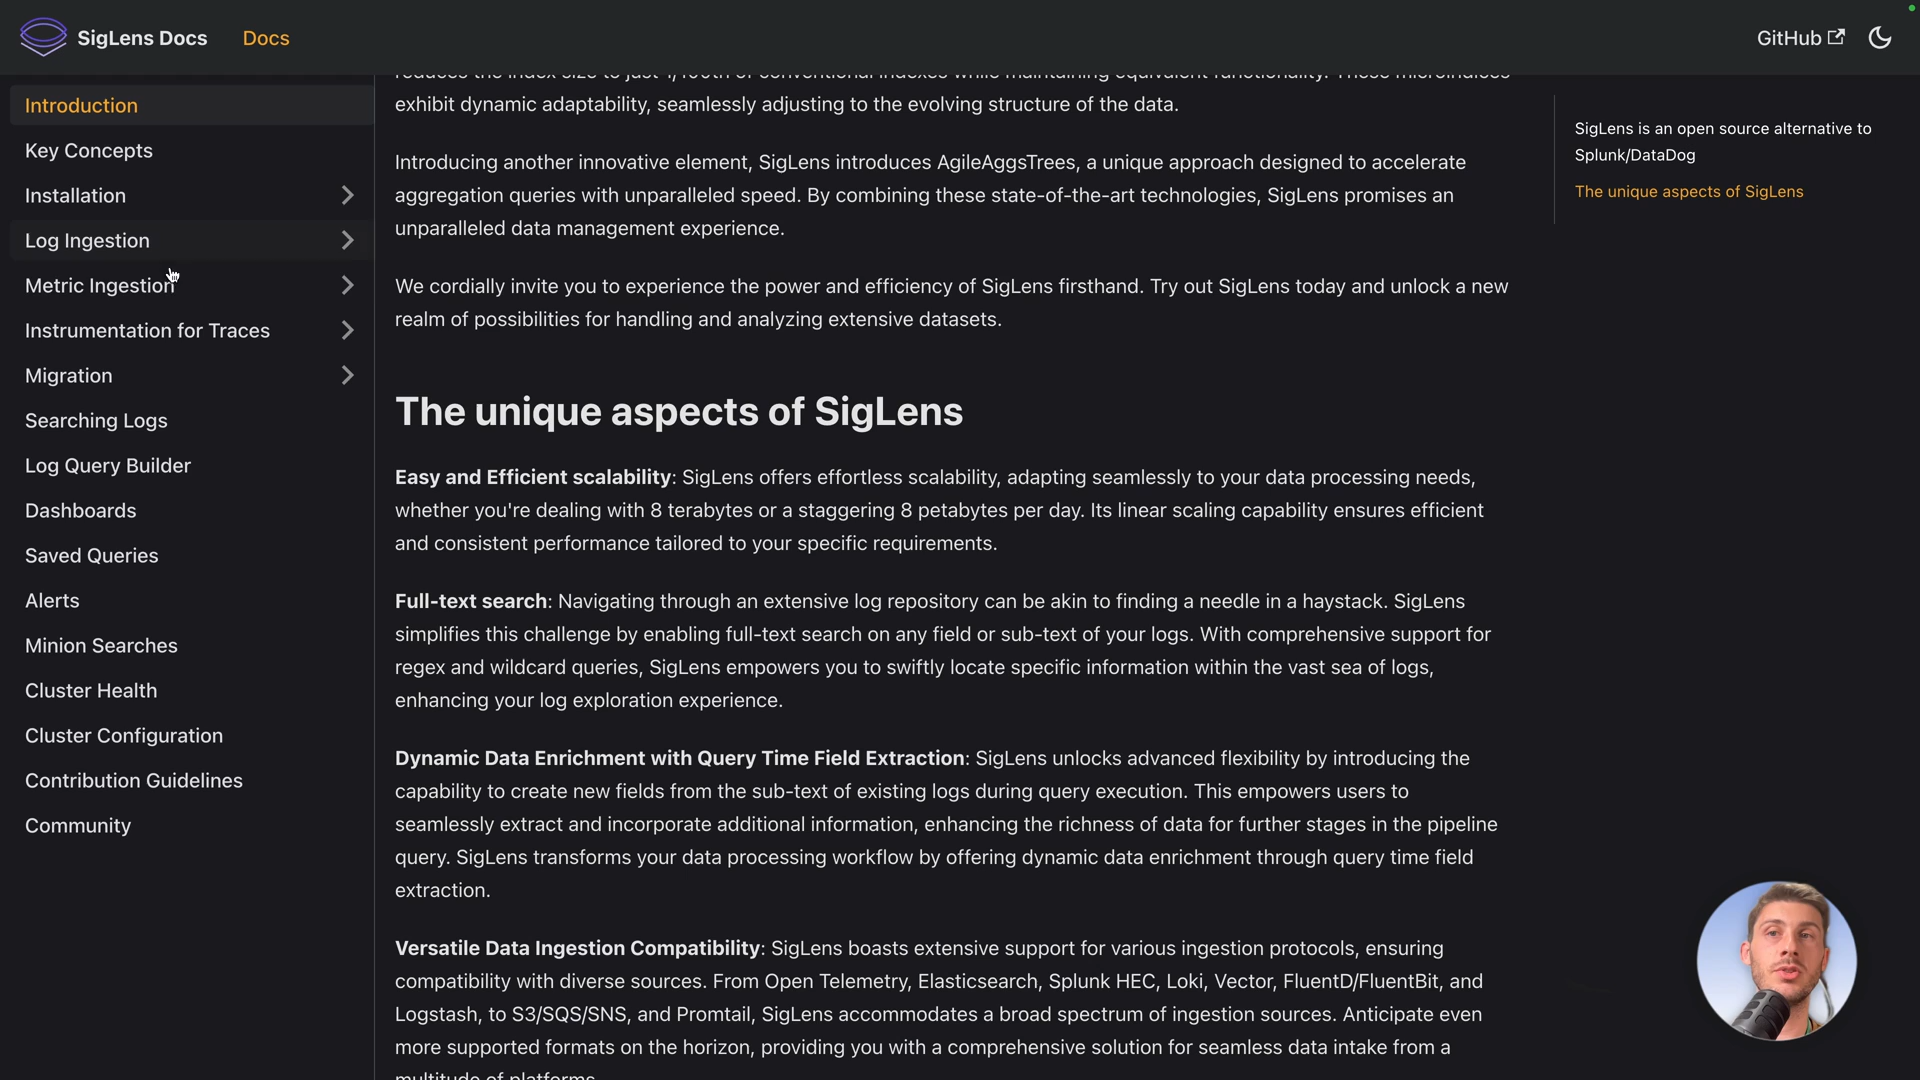 SigLens Docs
Docs
GitHub
Introduction
Key Concepts
Installation
Log Ingestion
Metric Ingestion
Instrumentation for Traces
Migration
Searching Logs
Log Query Builder
Dashboards
Saved Queries
Alerts
Minion Searches
Cluster Health
Cluster Configuration
Contribution Guidelines
Community
reduces the index size to just 1/100th of conventional indexes while maintaining equivalent functionality. These microindices
exhibit dynamic adaptability, seamlessly adjusting to the evolving structure of the data.
Introducing another innovative element, SigLens introduces AgileAggsTrees, a unique approach designed to accelerate
aggregation queries with unparalleled speed. By combining these state-of-the-art technologies, SigLens promises an
unparalleled data management experience.
We cordially invite you to experience the power and efficiency of SigLens firsthand. Try out SigLens today and unlock a new
realm of possibilities for handling and analyzing extensive datasets.
The unique aspects of SigLens
Easy and Efficient scalability: SigLens offers effortless scalability, adapting seamlessly to your data processing needs,
whether you're dealing with 8 terabytes or a staggering 8 petabytes per day. Its linear scaling capability ensures efficient
and consistent performance tailored to your specific requirements.
Full-text search: Navigating through an extensive log repository can be akin to finding a needle in a haystack. SigLens
simplifies this challenge by enabling full-text search on any field or sub-text of your logs. With comprehensive support for
regex and wildcard queries, SigLens empowers you to swiftly locate specific information within the vast sea of logs,
enhancing your log exploration experience.
Dynamic Data Enrichment with Query Time Field Extraction: SigLens unlocks advanced flexibility by introducing the
capability to create new fields from the sub-text of existing logs during query execution. This empowers users to
seamlessly extract and incorporate additional information, enhancing the richness of data for further stages in the pipeline
query. SigLens transforms your data processing workflow by offering dynamic data enrichment through query time field
extraction.
Versatile Data Ingestion Compatibility: SigLens boasts extensive support for various ingestion protocols, ensuring
compatibility with diverse sources. From Open Telemetry, Elasticsearch, Splunk HEC, Loki, Vector, FluentD/FluentBit, and
Logstash, to S3/SQS/SNS, and Promtail, SigLens accommodates a broad spectrum of ingestion sources. Anticipate even
more supported formats on the horizon, providing you with a comprehensive solution for seamless data intake from a
multitude of platforms.
SigLens is an open source alternative to
Splunk/DataDog
The unique aspects of SigLens